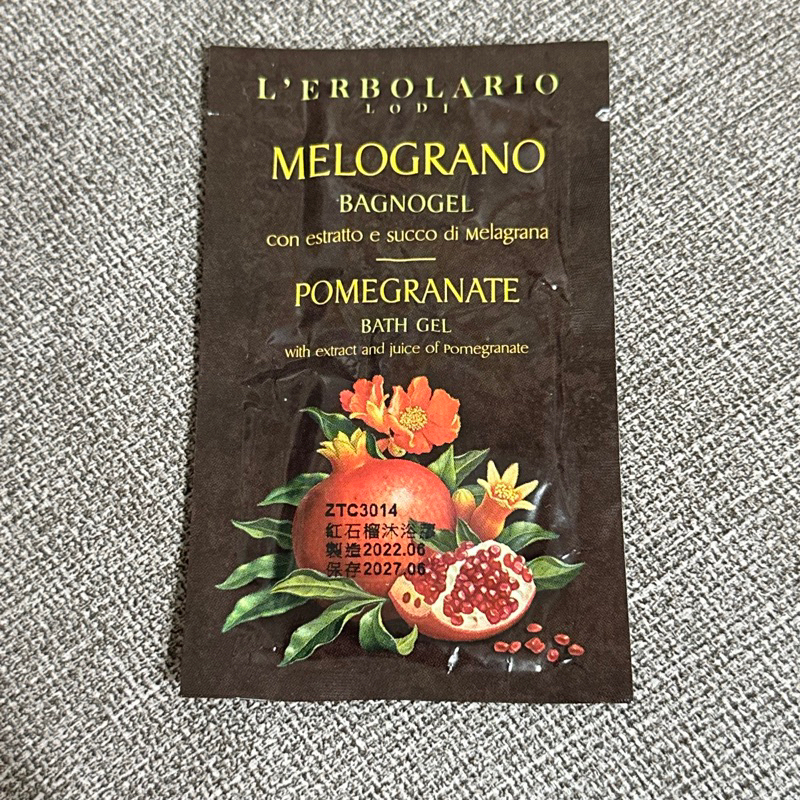 L'ERBOLARIO
LODI
MELOGRANO
BAGNOGEL
con estratto e succo di Melagrana
POMEGRANATE
BATH GEL
with extract and juice of Pomegranate
ZTC3014
紅石榴沐浴膠
製造2022.06
保存2027.06